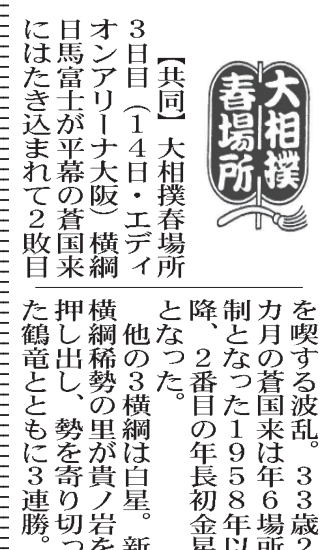 大相撲
春場所
【共同】大相撲春場所
3日目(14日・エディ
オンアリーナ大阪)横綱
日馬富士が平幕の蒼国来
にはたき込まれて2敗目
を喫する波乱。33歳2
カ月の蒼国来は年6場所
制となった1958年以
降、2番目の年長初金星
となった。
他の3横綱は白星。新
横綱稀勢の里が貴ノ岩を
押し出し、勢を寄り切っ
た鶴竜とともに3連勝。